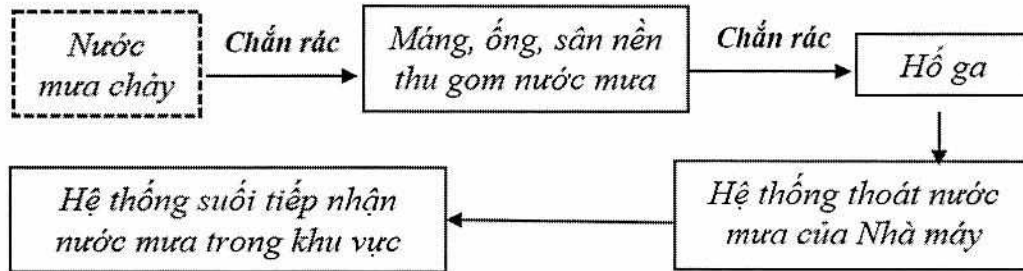 Nước
mưa chảy
Chắn rác
Máng, ống, sân nền
thu gom nước mưa
Chắn rác
Hố ga
Hệ thống thoát nước
mưa của Nhà máy
Hệ thống suối tiếp nhận
nước mưa trong khu vực